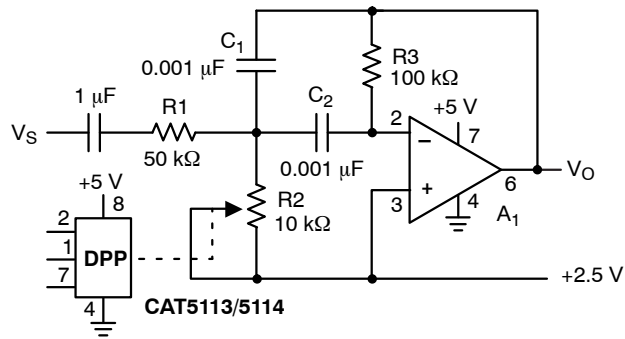 C1
0.001 μF
R3
100 kΩ
1 μF
R1
C2
+5 V
VS
50 kΩ
0.001 μF
2
–
7
+
3
6
VO
4
A1
+5 V
8
R2
10 kΩ
2
1
DPP
7
4
CAT5113/5114
+2.5 V